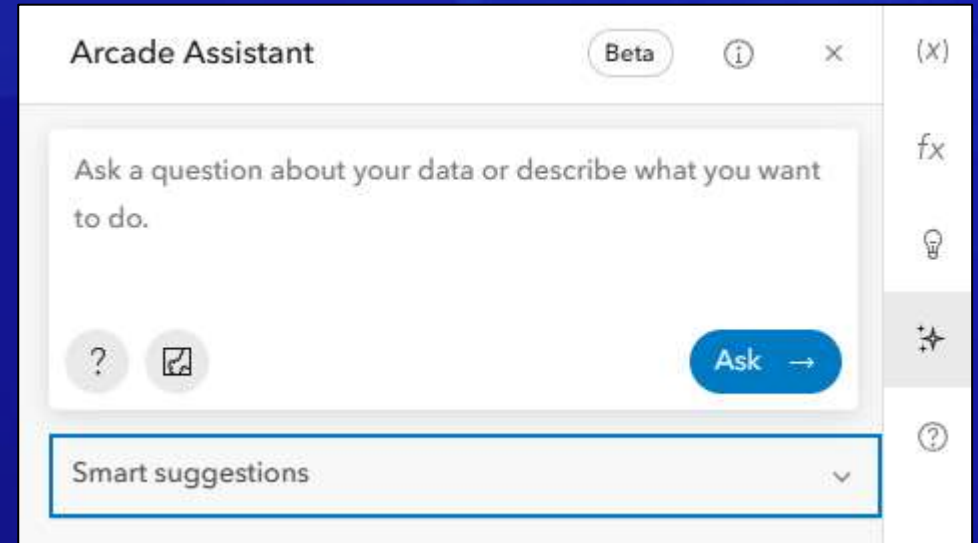 Arcade Assistant
Beta
(x)
fx
Ask a question about your data or describe what you want
to do.
?
Ask →
?
Smart suggestions